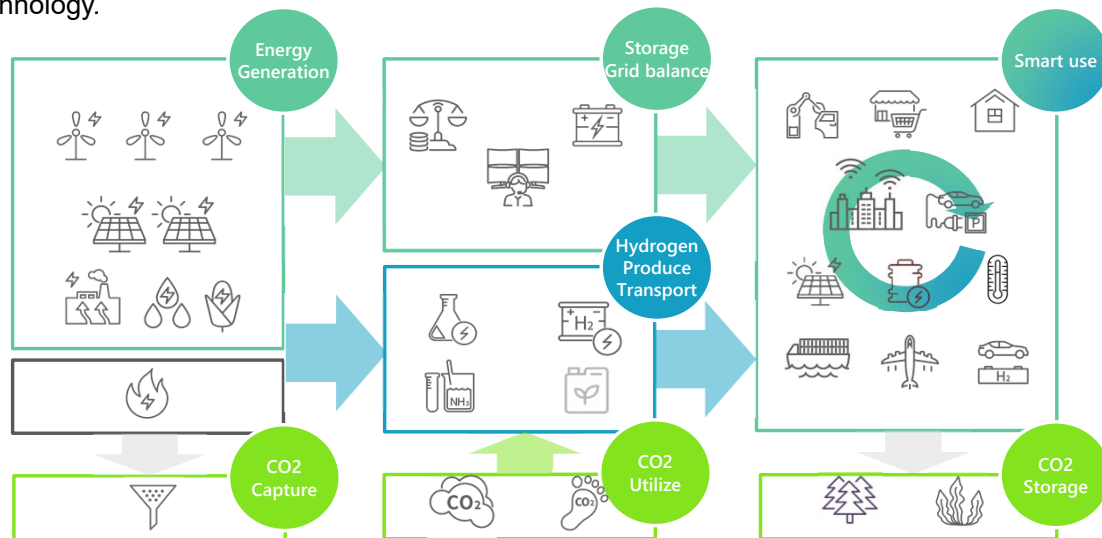 hnology.
Energy
Generation
Storage
Grid balance
Smart use
P
Hydrogen
Produce
Transport
H2
NH3
H2
CO2
Capture
CO2
Utilize
CO2
Storage
CO2
CO2